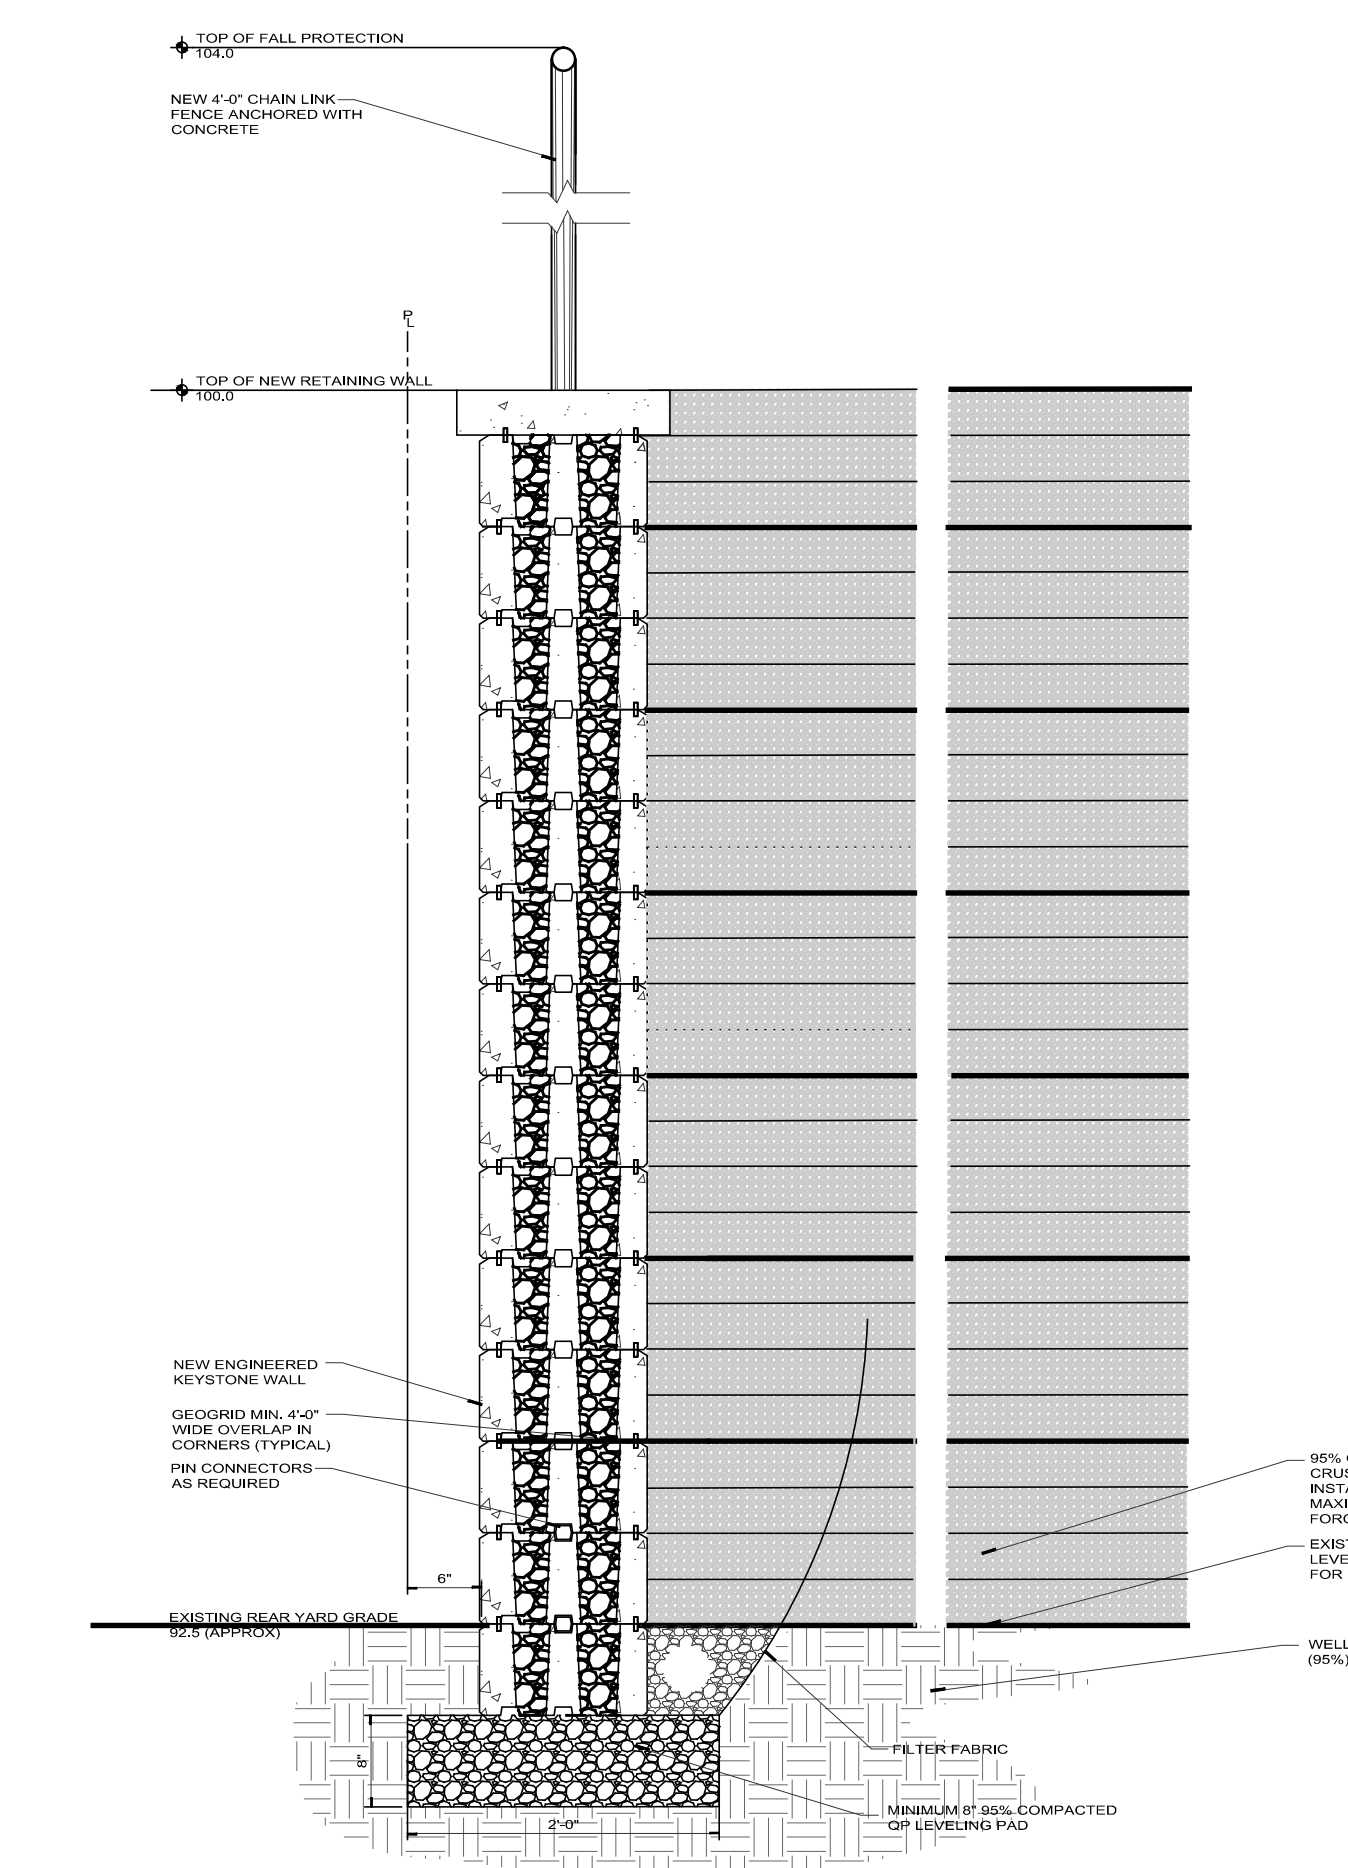 TOP OF FALL PROTECTION
104.0
NEW 4'-0" CHAIN LINK
FENCE ANCHORED WITH
CONCRETE
PL
TOP OF NEW RETAINING WALL
100.0
NEW ENGINEERED
KEYSTONE WALL
GEOGRID MIN. 4'-0"
WIDE OVERLAP IN
CORNERS (TYPICAL)
PIN CONNECTORS
AS REQUIRED
95%
CRUS
INSTA
MAXI
FORC
EXIST
LEVE
FOR
6"
EXISTING REAR YARD GRADE
92.5 (APPROX)
WELL
(95%)
FILTER FABRIC
8"
MINIMUM 8" 95% COMPACTED
QP LEVELING PAD
2'-0"